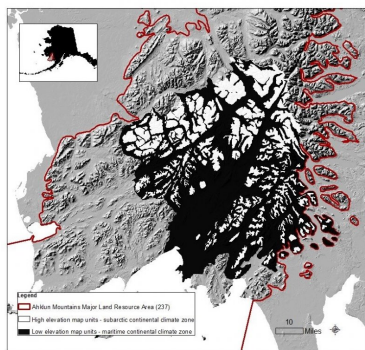 Legend
Ahklun Mountains Major Land Resource Area (237)
High elevation map units - subarctic continental climate zone
Low elevation map units - maritime continental climate zone
10
Miles